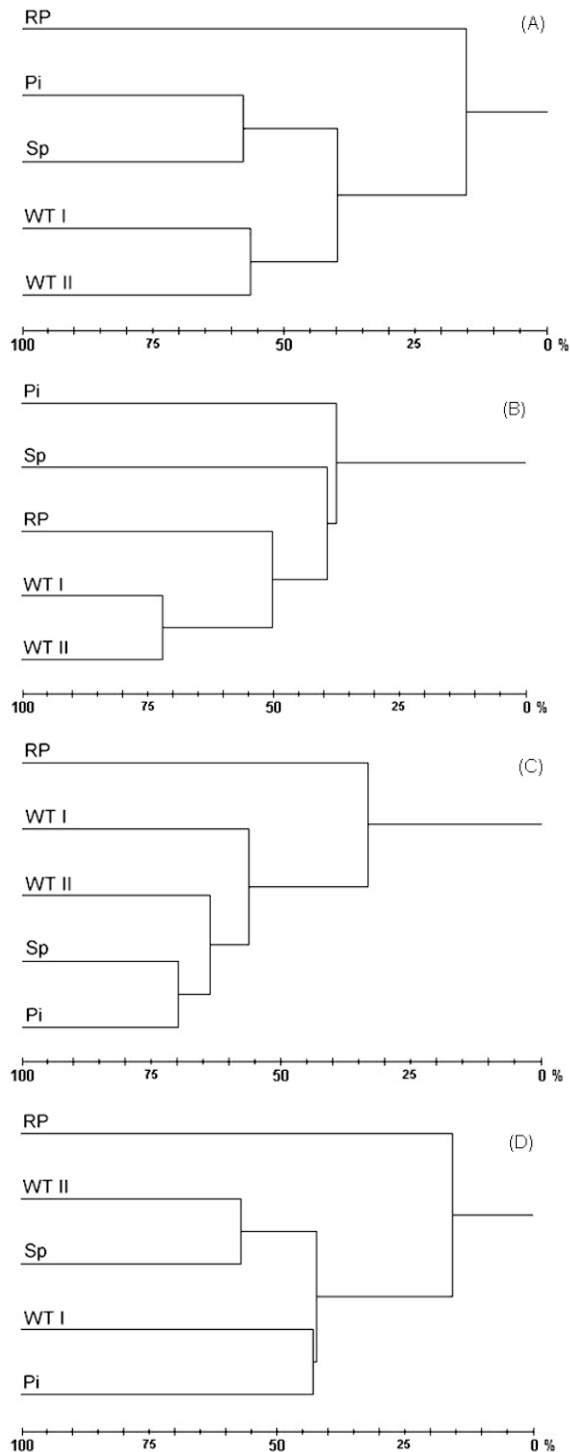 RP (A)
Pi
Sp
WT I
WT II
100 75 50 25 0 %
Pi (B)
Sp
RP
WT I
WT II
100 75 50 25 0 %
RP (C)
WT I
WT II
Sp
Pi
100 75 50 25 0 %
RP (D)
WT II
Sp
WT I
Pi
100 75 50 25 0 %